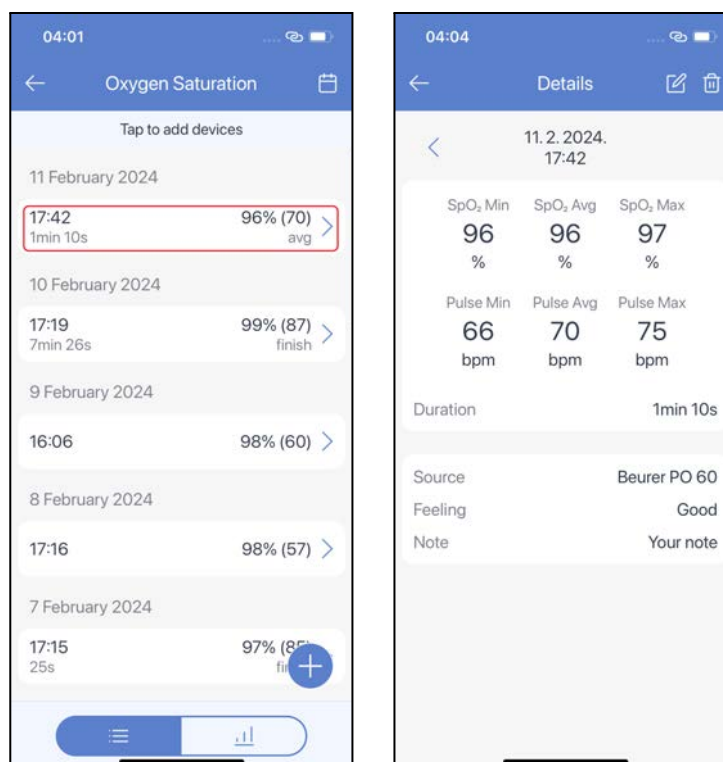 04:01
Oxygen Saturation
Tap to add devices
11 February 2024
17:42 96% (70)
1min 10s avg
10 February 2024
17:19 99% (87)
7min 26s finish
9 February 2024
16:06 98% (60)
8 February 2024
17:16 98% (57)
7 February 2024
17:15 97%
25s
04:04
Details
11. 2. 2024.
17:42
SpO₂ Min SpO₂ Avg SpO₂ Max
96 96 97
% % %
Pulse Min Pulse Avg Pulse Max
66 70 75
bpm bpm bpm
Duration 1min 10s
Source Beurer PO 60
Feeling Good
Note Your note